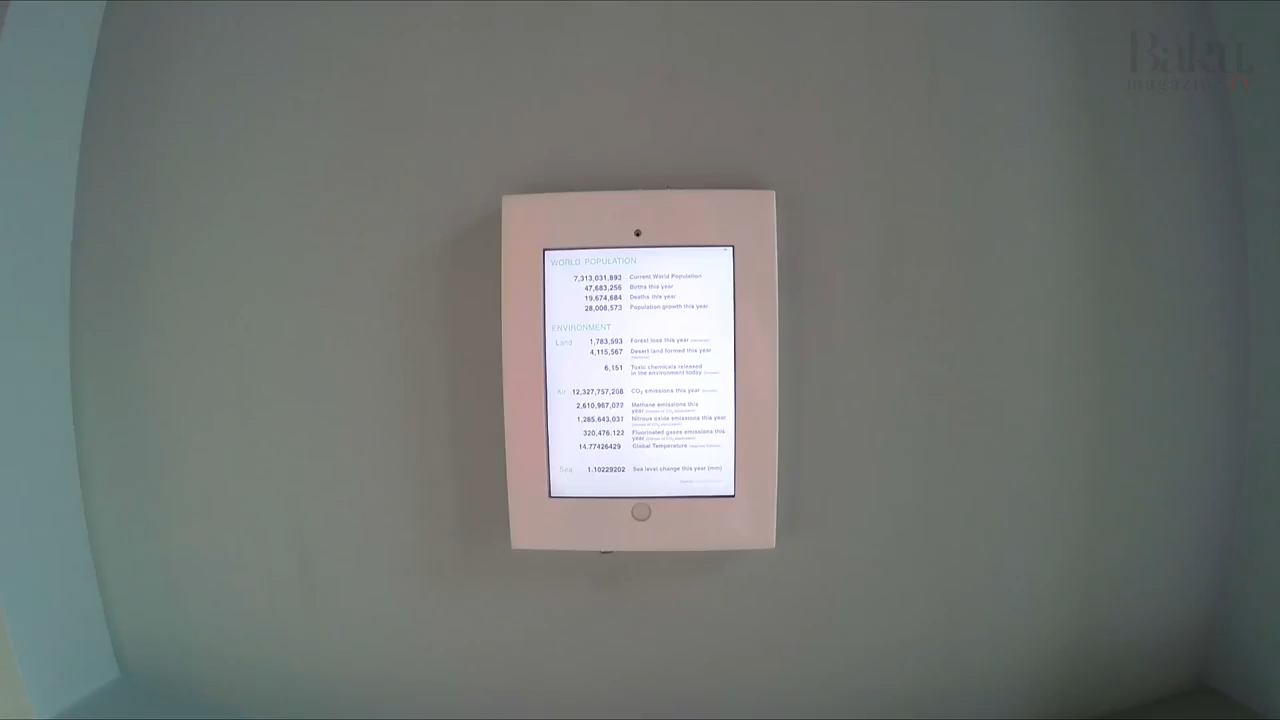 Baku
magazine
WORLD POPULATION
7,313,031,893 Current World Population
47,683,256 Births this year
19,674,684 Deaths this year
28,008,573 Population growth this year
ENVIRONMENT
Land 1,783,593 Forest loss this year
4,115,567 Desert land formed this year
6,151 Toxic chemicals released
in the environment today
Air 12,327,757,208 CO₂ emissions this year
2,610,967,077 Methane emissions this
year
1,285,643,037 Nitrous oxide emissions this year
320,476,122 Fluorinated gases emissions this
year
14.77426429 Global Temperature
Sea 1.10229202 Sea level change this year (mm)